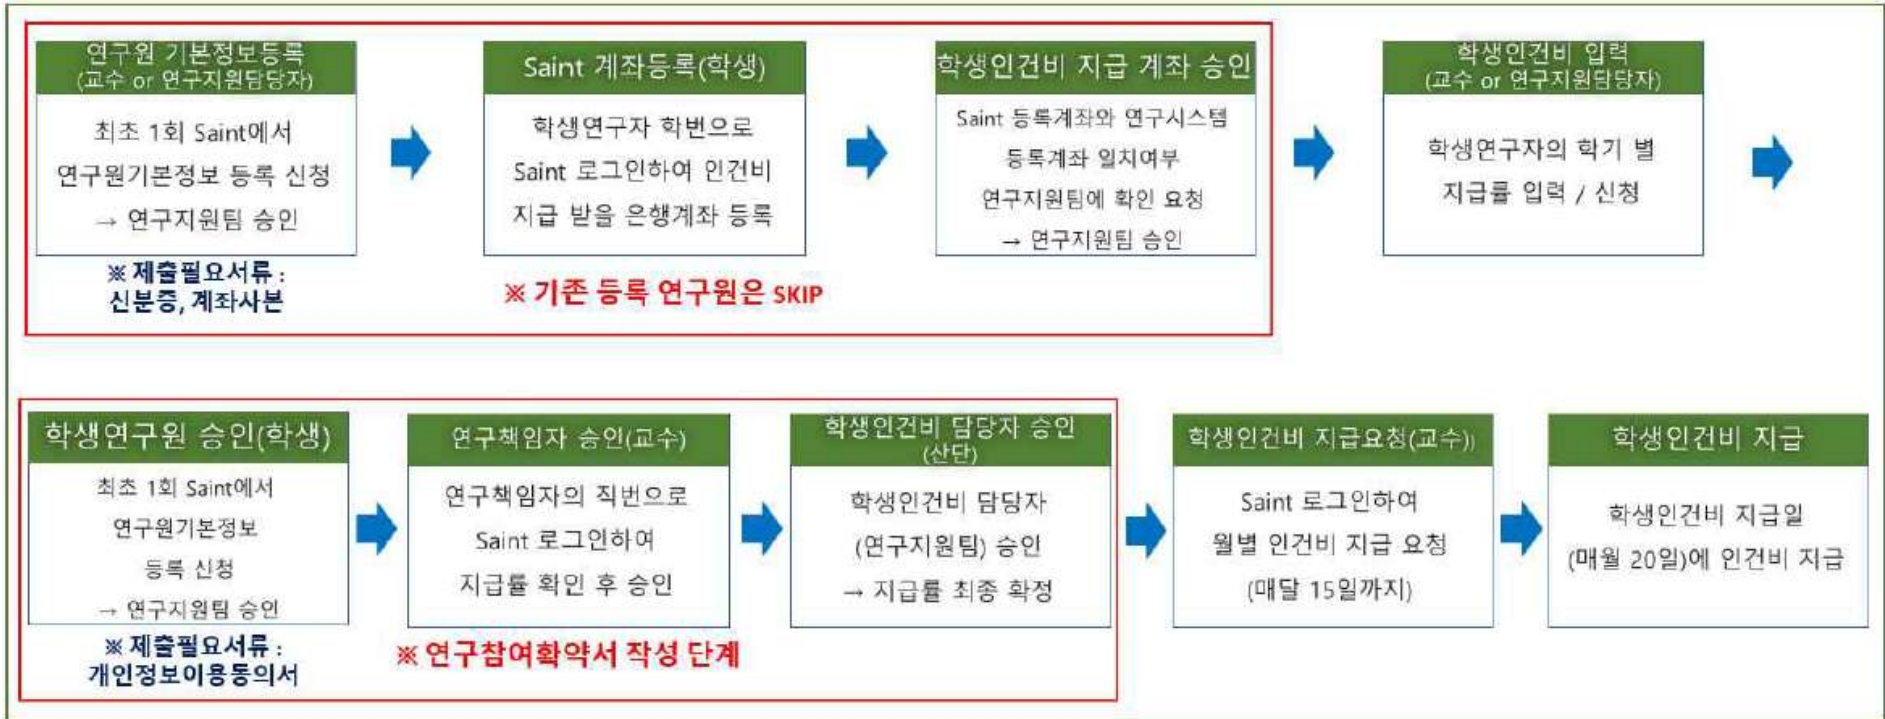 연구원 기본정보등록
(교수 or 연구지원담당자)
최초 1회 Saint에서
연구원기본정보 등록 신청
→ 연구지원팀 승인
※ 제출필요서류 :
신분증, 계좌사본
Saint 계좌등록(학생)
학생연구자 학번으로
Saint 로그인하여 인건비
지급 받을 은행계좌 등록
※ 기존 등록 연구원은 SKIP
학생인건비 지급 계좌 승인
Saint 등록계좌와 연구시스템
등록계좌 일치여부
연구지원팀에 확인 요청
→ 연구지원팀 승인
학생인건비 입력
(교수 or 연구지원담당자)
학생연구자의 학기 별
지급률 입력 / 신청
학생연구원 승인(학생)
최초 1회 Saint에서
연구원기본정보
등록 신청
→ 연구지원팀 승인
※ 제출필요서류 :
개인정보이용동의서
연구책임자 승인(교수)
연구책임자의 직번으로
Saint 로그인하여
지급률 확인 후 승인
※ 연구참여확약서 작성 단계
학생인건비 담당자 승인
(산단)
학생인건비 담당자
(연구지원팀) 승인
→ 지급률 최종 확정
학생인건비 지급요청(교수))
Saint 로그인하여
월별 인건비 지급 요청
(매달 15일까지)
학생인건비 지급
학생인건비 지급일
(매월 20일)에 인건비 지급